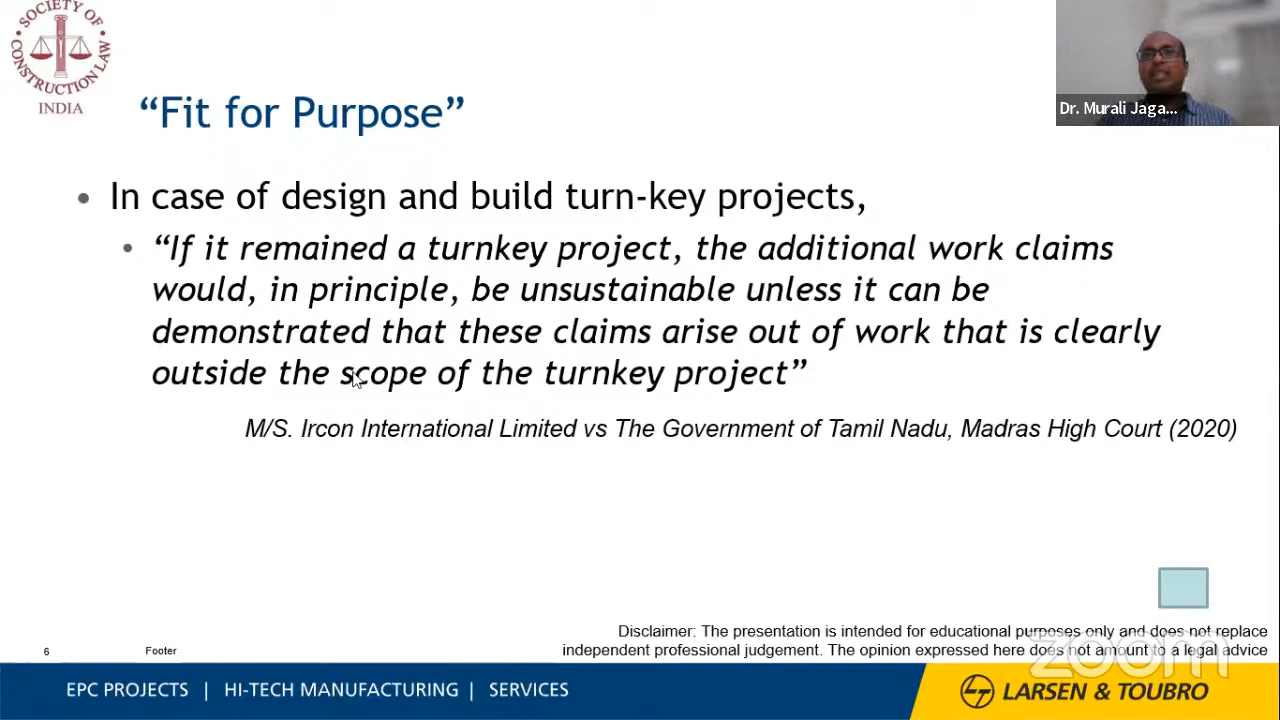 SOCIETY OF
CONSTRUCTION LAW
INDIA
Dr. Murali Jaga...
“Fit for Purpose”
• In case of design and build turn-key projects,
• “If it remained a turnkey project, the additional work claims
would, in principle, be unsustainable unless it can be
demonstrated that these claims arise out of work that is clearly
outside the scope of the turnkey project”
M/S. Ircon International Limited vs The Government of Tamil Nadu, Madras High Court (2020)
Disclaimer: The presentation is intended for educational purposes only and does not replace
independent professional judgement. The opinion expressed here does not amount to a legal advice
6 Footer
zoom
EPC PROJECTS | HI-TECH MANUFACTURING | SERVICES
LARSEN & TOUBRO